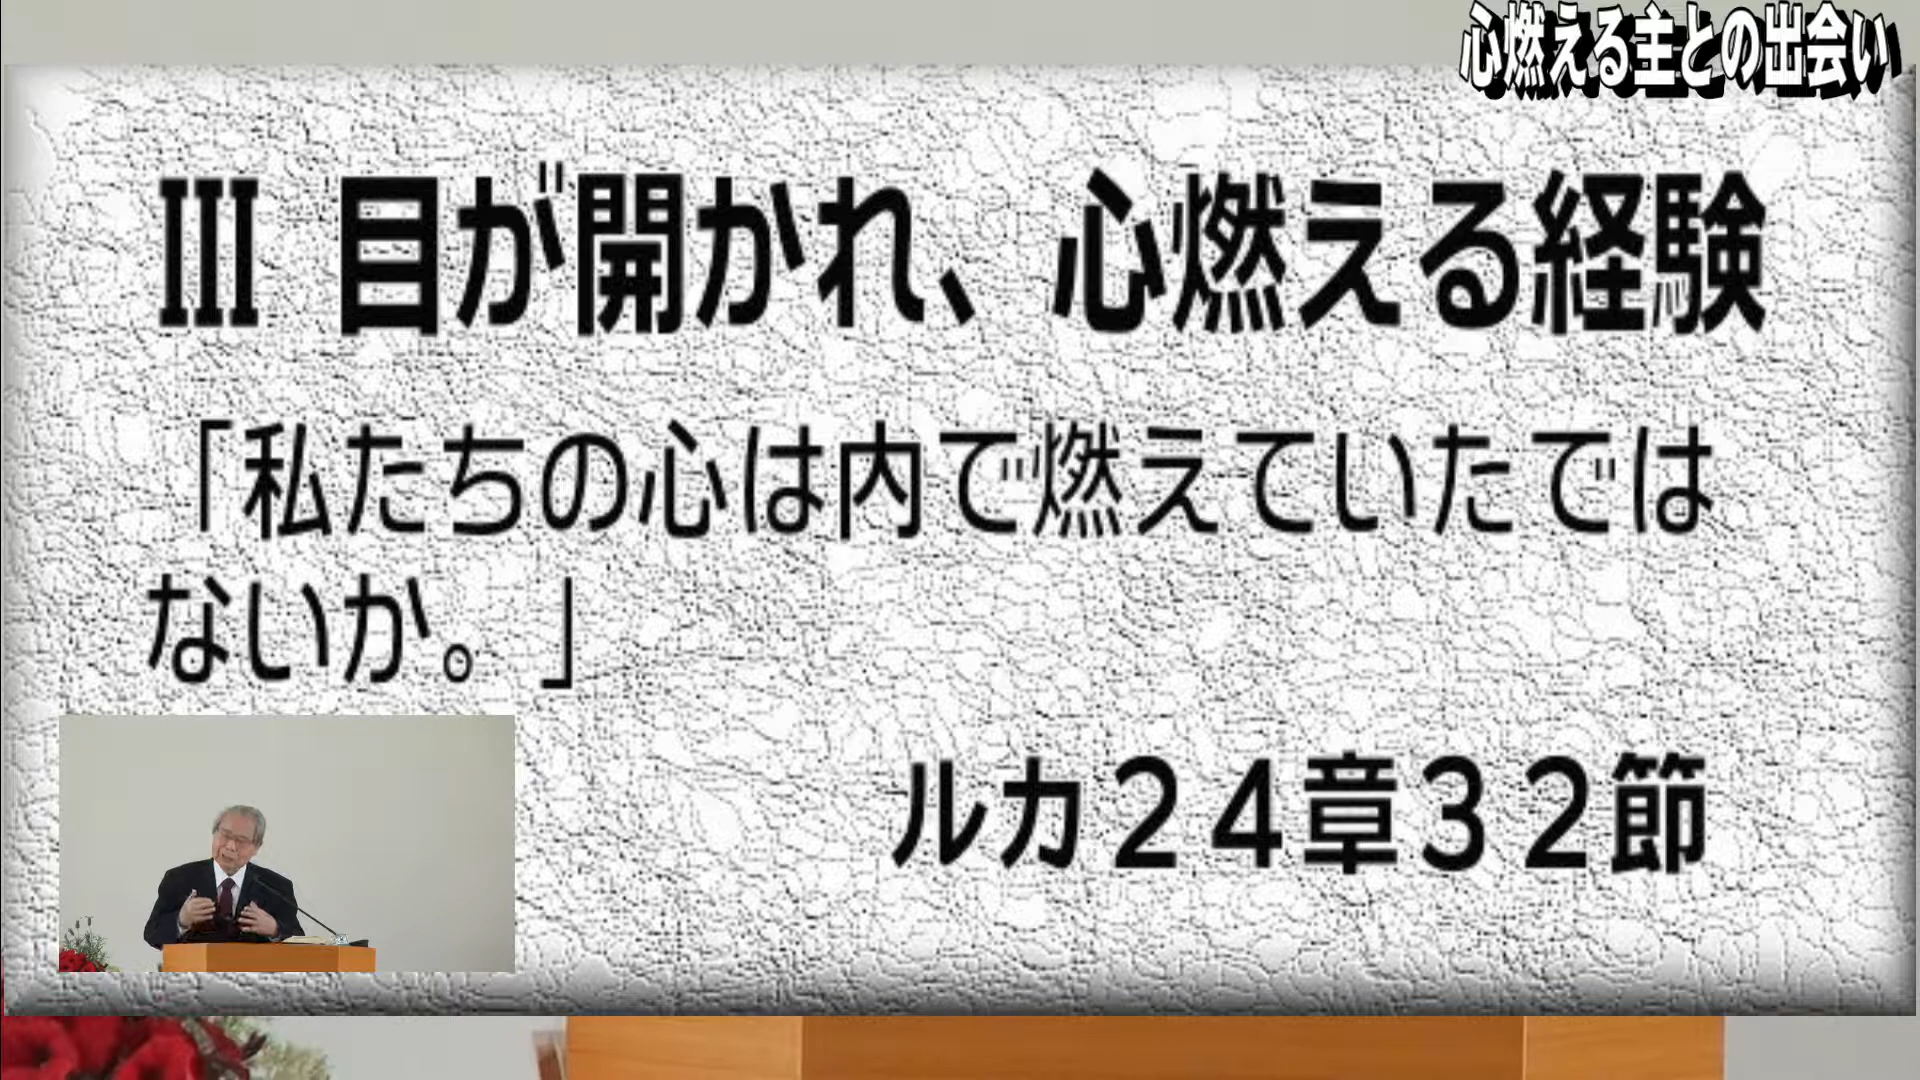 心燃える主との出会い
Ⅲ 目が開かれ、心燃える経験
「私たちの心は内で燃えていたでは
ないか。」
ルカ２４章３２節